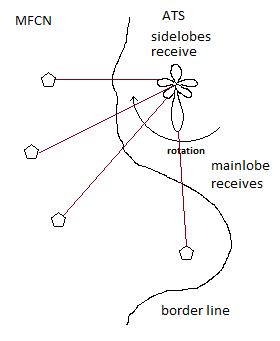 MFCN
ATS
sidelobes
receive
rotation
mainlobe
receives
border line